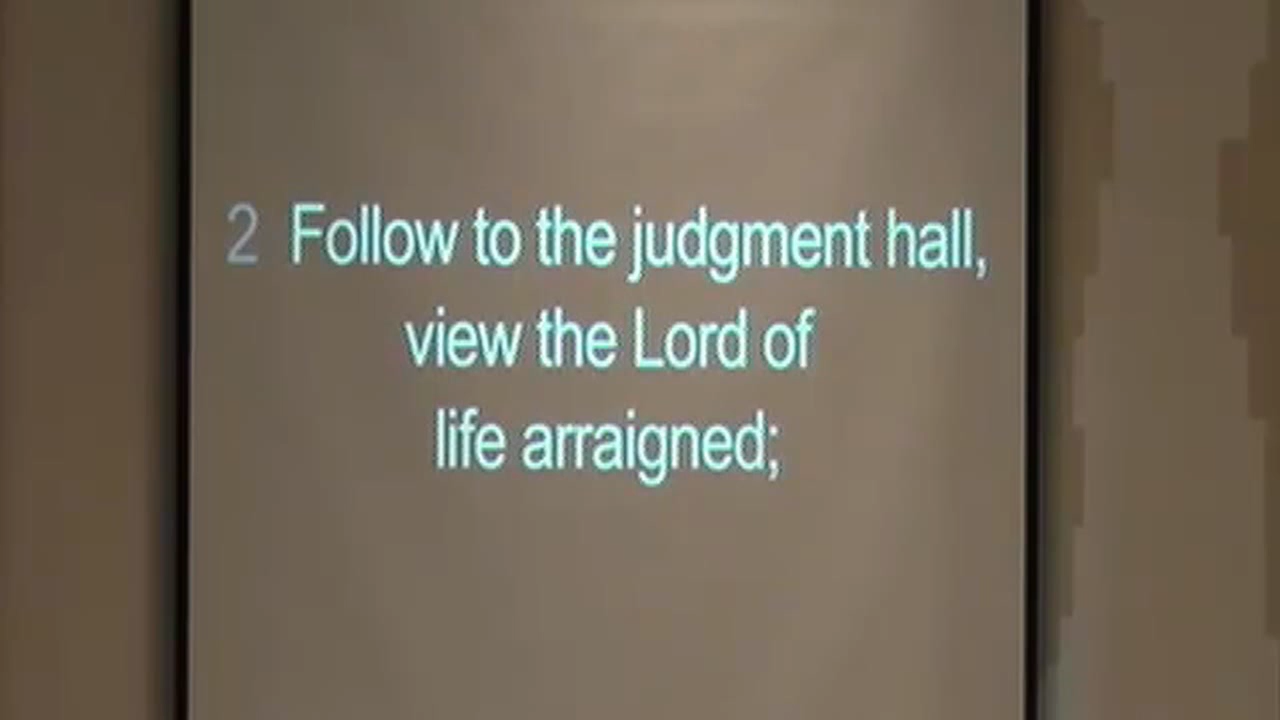 2 Follow to the judgment hall,
view the Lord of
life arraigned;